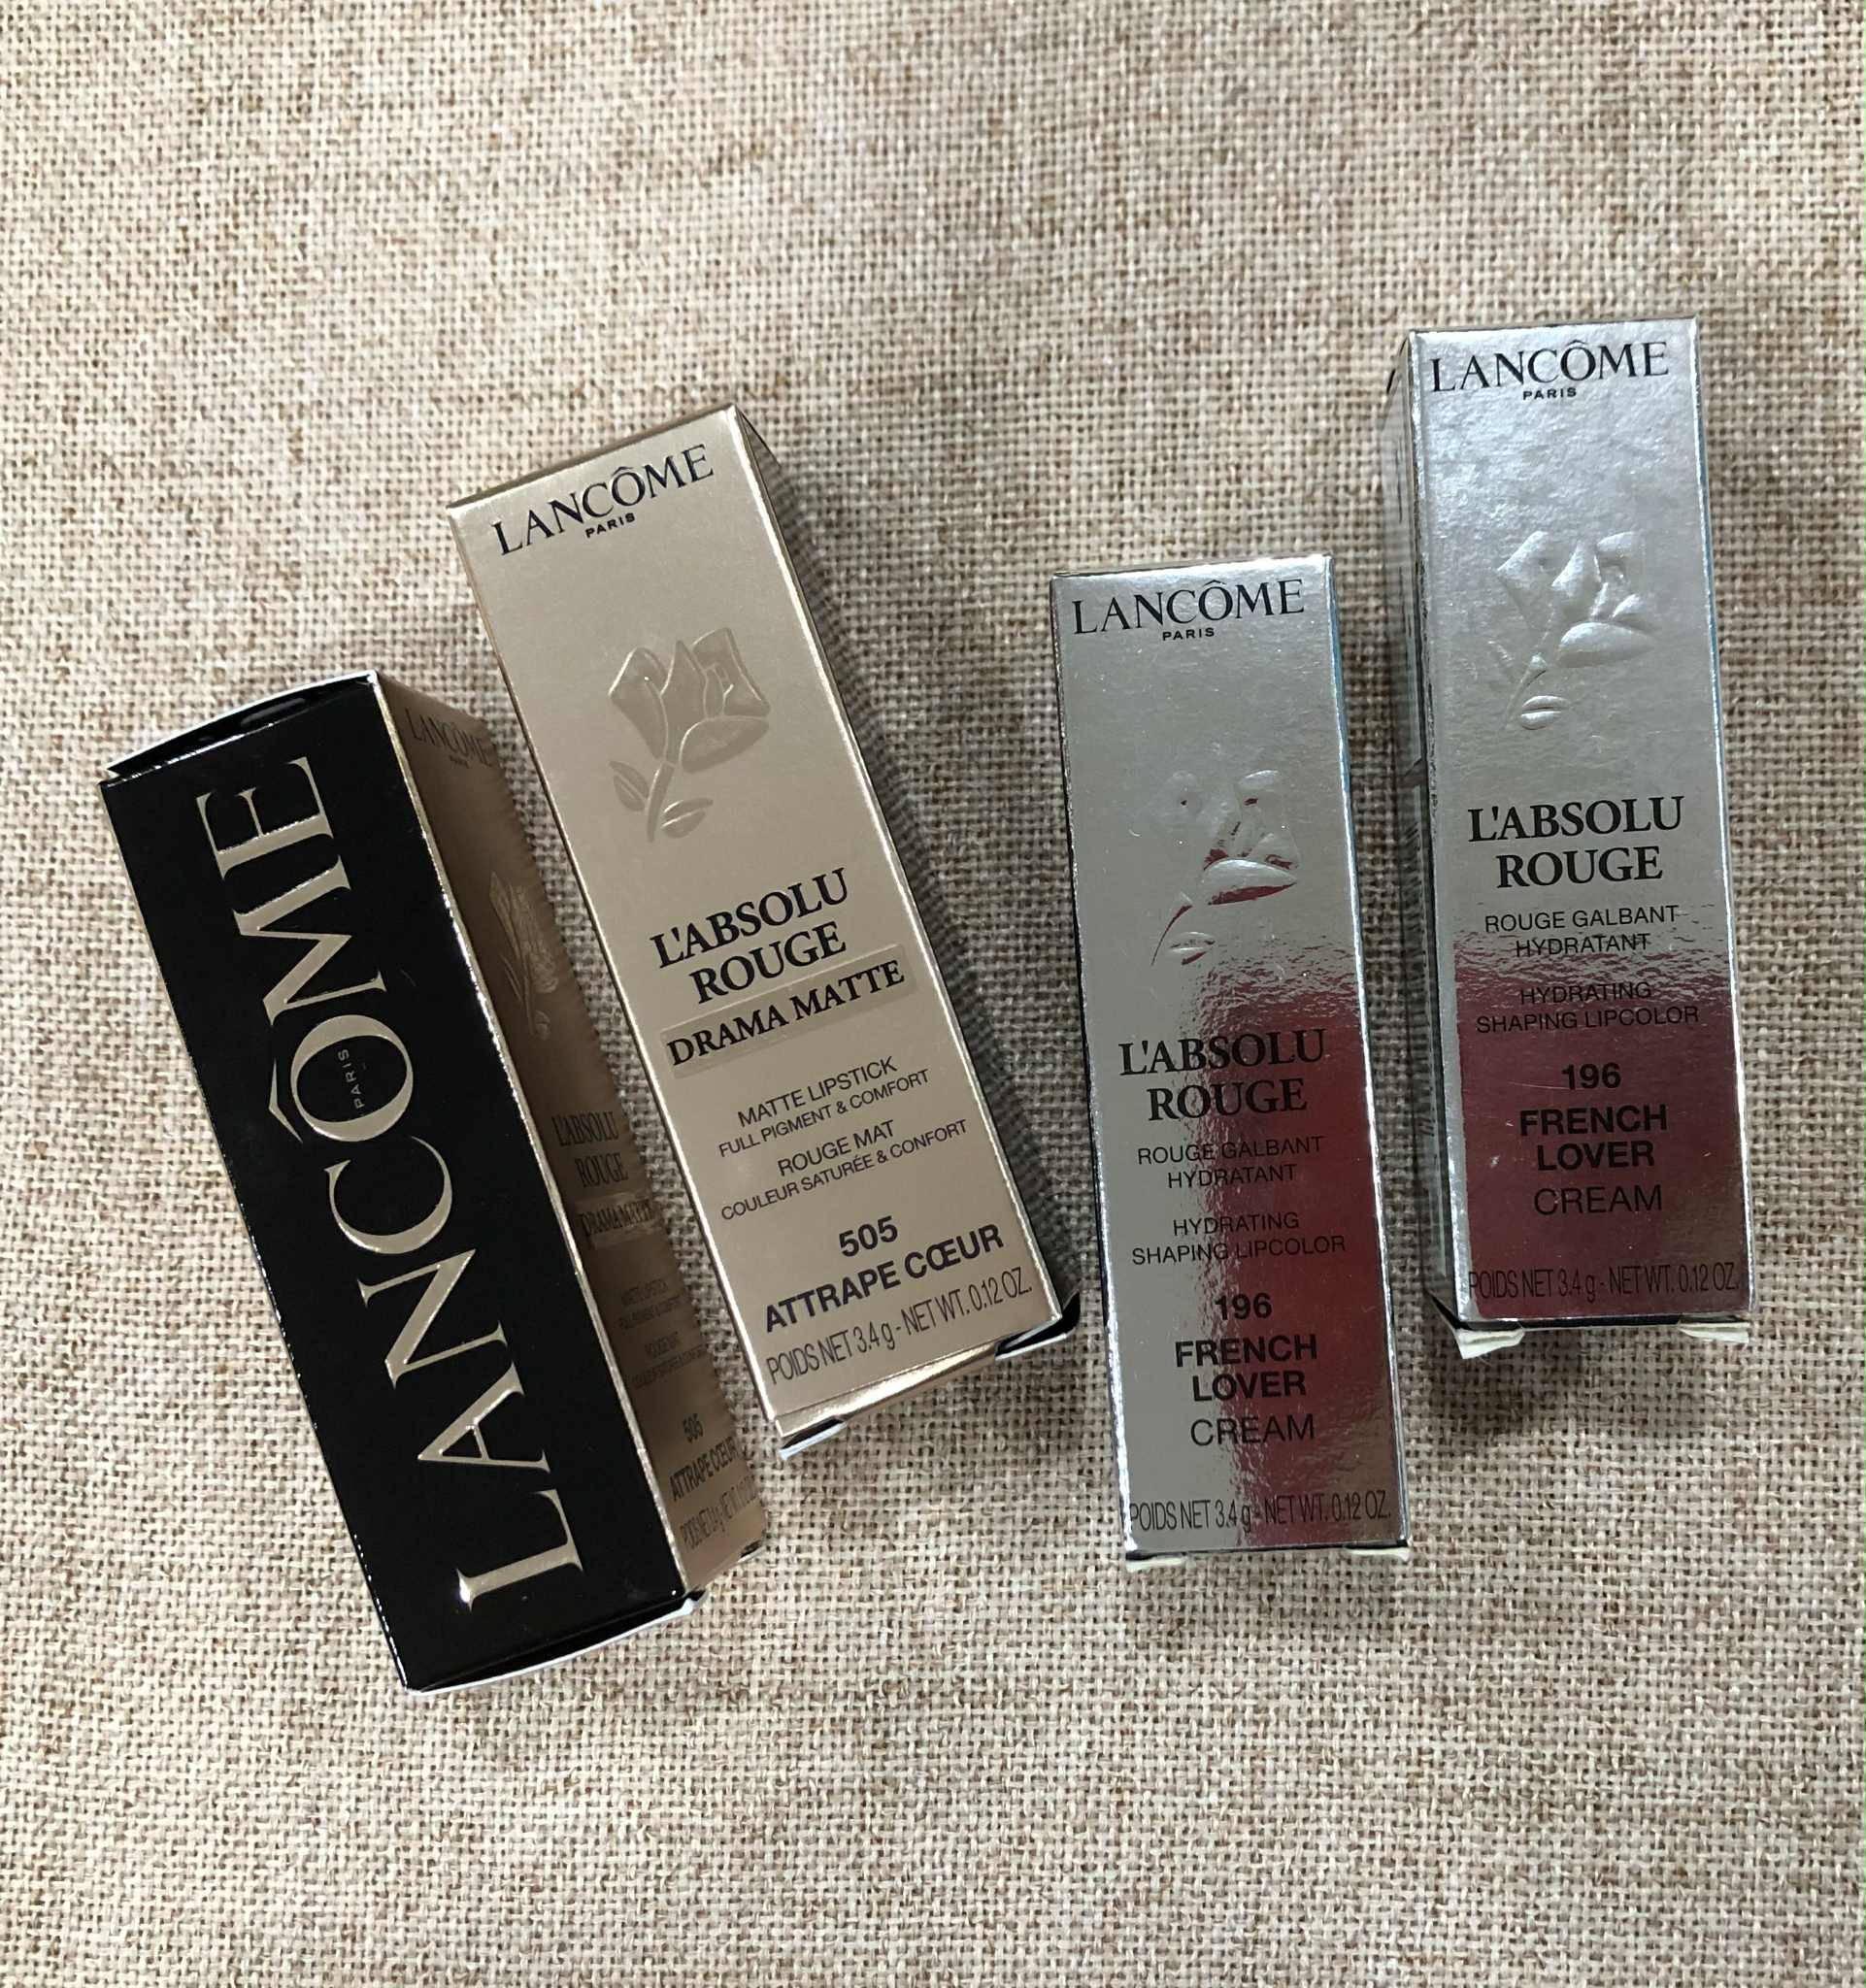 LANCÔME
PARIS
LANCÔME
PARIS
L'ABSOLU
ROUGE
DRAMA MATTE
MATTE LIPSTICK
505
ATTRAPE CŒUR
LANCÔME
PARIS
L'ABSOLU
ROUGE
DRAMA MATTE
MATTE LIPSTICK
FULL PIGMENT & COMFORT
ROUGE MAT
COULEUR SATURÉE & CONFORT
505
ATTRAPE CŒUR
POIDS NET 3.4 g - NET WT. 0.12 OZ.
LANCÔME
PARIS
L'ABSOLU
ROUGE
ROUGE GALBANT
HYDRATANT
HYDRATING
SHAPING LIPCOLOR
196
FRENCH
LOVER
CREAM
POIDS NET 3.4 g - NET WT. 0.12 OZ.
LANCÔME
PARIS
L'ABSOLU
ROUGE
ROUGE GALBANT
HYDRATANT
HYDRATING
SHAPING LIPCOLOR
196
FRENCH
LOVER
CREAM
POIDS NET 3.4 g - NET WT. 0.12 OZ.